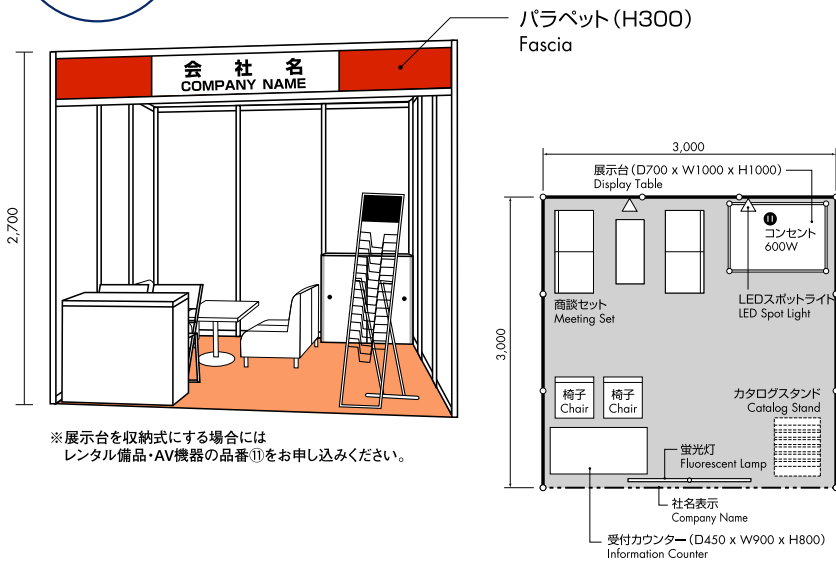 パラペット(H300)
Fascia
会 社 名
COMPANY NAME
2,700
※展示台を収納式にする場合には
レンタル備品・AV機器の品番⑪をお申し込みください。
3,000
展示台(D700 x W1000 x H1000)
Display Table
⑪
コンセント
600W
商談セット
Meeting Set
LEDスポットライト
LED Spot Light
3,000
椅子
Chair
椅子
Chair
カタログスタンド
Catalog Stand
蛍光灯
Fluorescent Lamp
社名表示
Company Name
受付カウンター(D450 x W900 x H800)
Information Counter